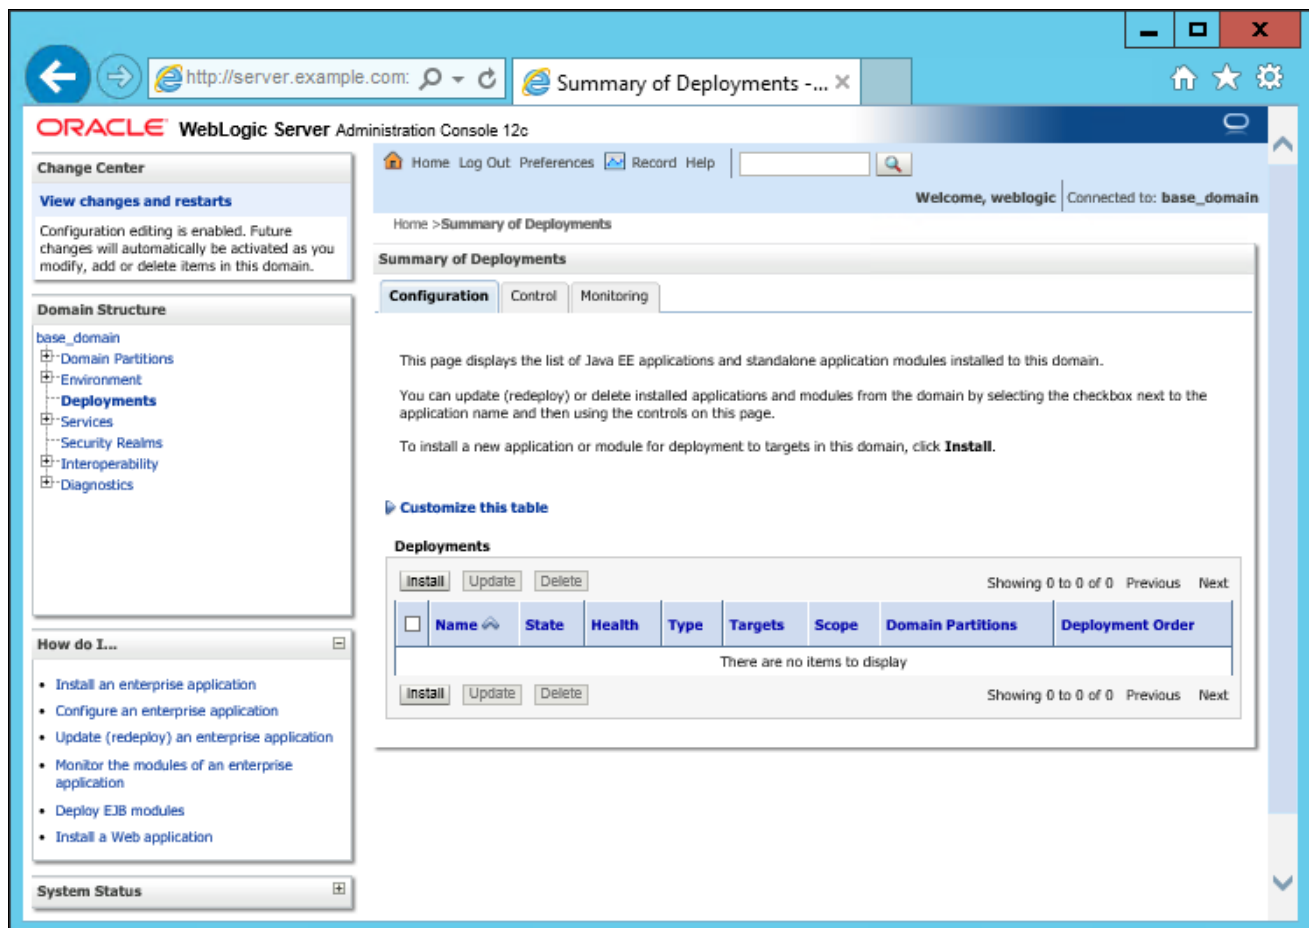 http://server.example.com:
Summary of Deployments -...
ORACLE WebLogic Server Administration Console 12c
Change Center
View changes and restarts
Configuration editing is enabled. Future
changes will automatically be activated as you
modify, add or delete items in this domain.
Domain Structure
base_domain
Domain Partitions
Environment
Deployments
Services
Security Realms
Interoperability
Diagnostics
How do I...
Install an enterprise application
Configure an enterprise application
Update (redeploy) an enterprise application
Monitor the modules of an enterprise
application
Deploy EJB modules
Install a Web application
System Status
Home Log Out Preferences Record Help
Welcome, weblogic Connected to: base_domain
Home >Summary of Deployments
Summary of Deployments
Configuration Control Monitoring
This page displays the list of Java EE applications and standalone application modules installed to this domain.
You can update (redeploy) or delete installed applications and modules from the domain by selecting the checkbox next to the
application name and then using the controls on this page.
To install a new application or module for deployment to targets in this domain, click Install.
Customize this table
Deployments
Install Update Delete Showing 0 to 0 of 0 Previous Next
Name State Health Type Targets Scope Domain Partitions Deployment Order
There are no items to display
Install Update Delete Showing 0 to 0 of 0 Previous Next